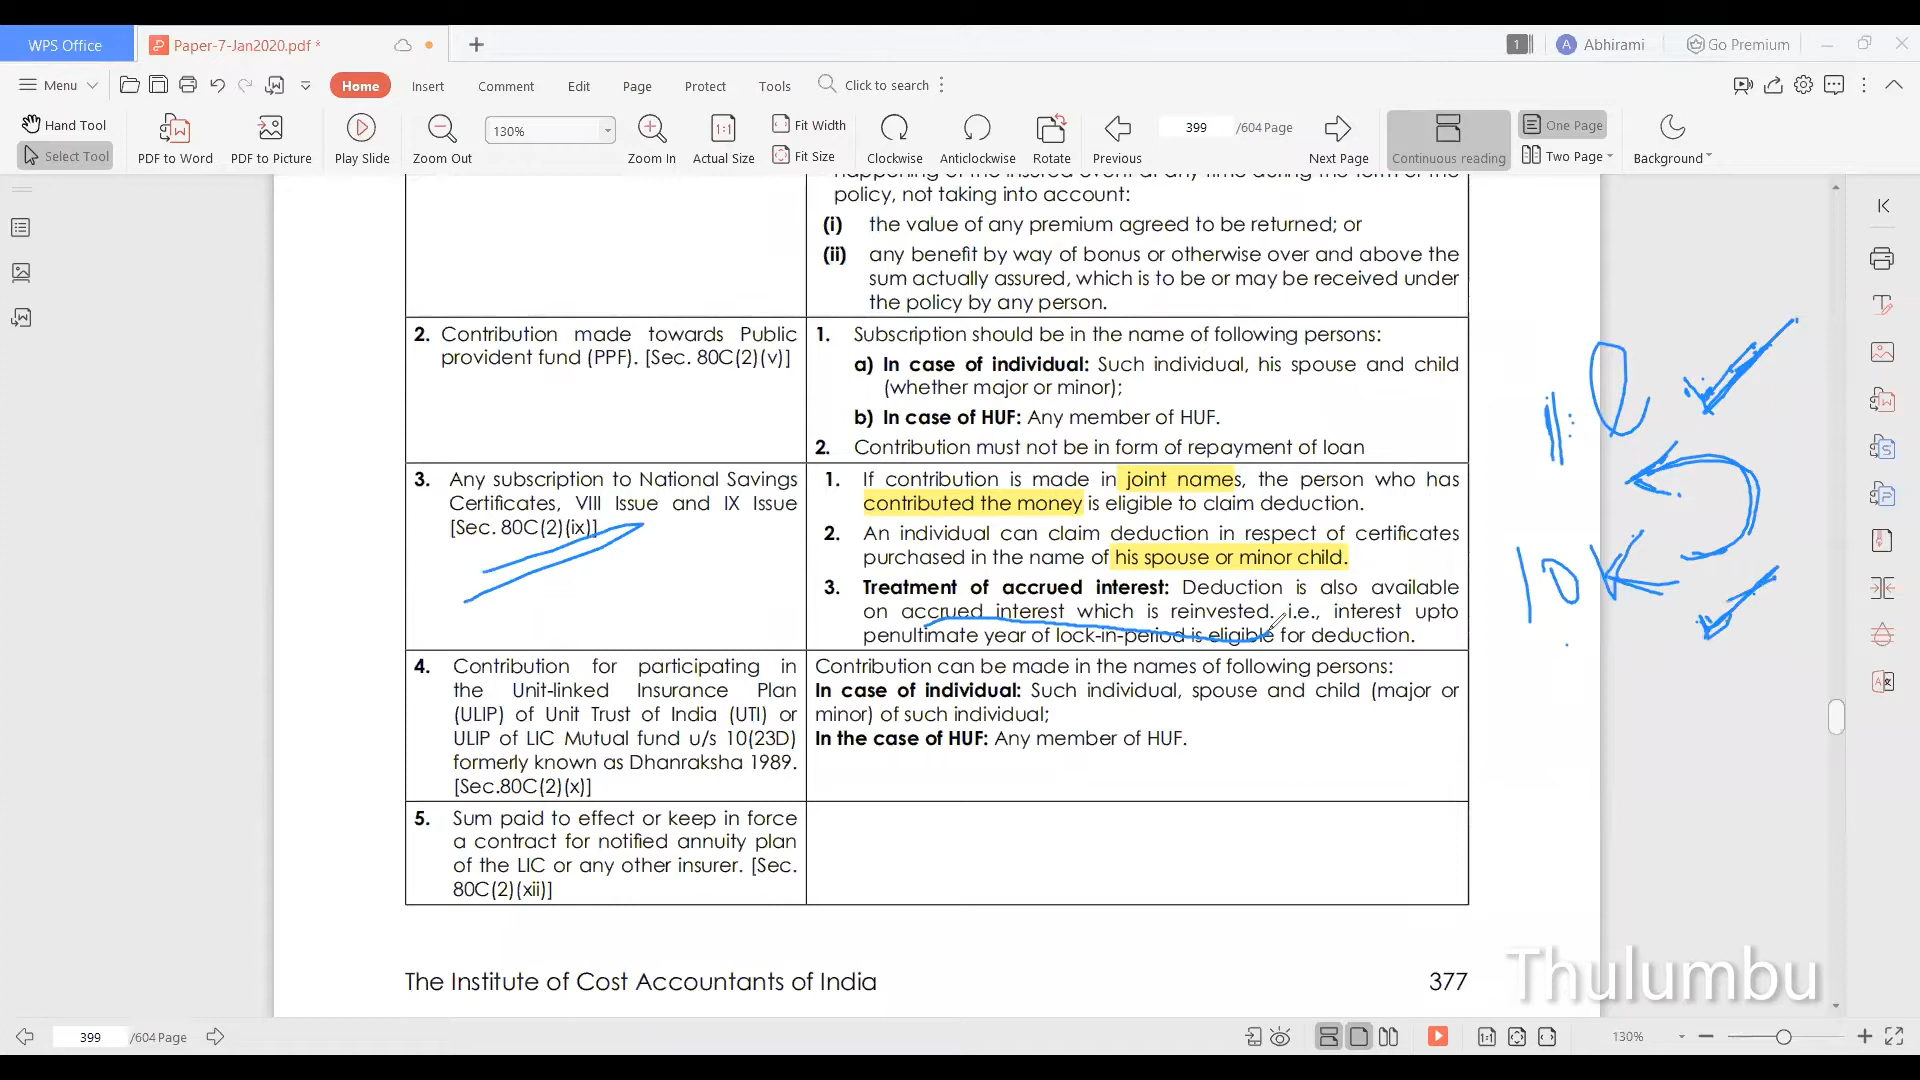 WPS Office
Paper-7-Jan2020.pdf *
1
A Abhirami
Go Premium
Menu
Home
Insert
Comment
Edit
Page
Protect
Tools
Click to search
Hand Tool
Select Tool
PDF to Word
PDF to Picture
Play Slide
Zoom Out
130%
Zoom In
1:1
Actual Size
Fit Width
Fit Size
Clockwise
Anticlockwise
Rotate
Previous
399 /604 Page
Next Page
Continuous reading
One Page
Two Page
Background
policy, not taking into account:
(i) the value of any premium agreed to be returned; or
(ii) any benefit by way of bonus or otherwise over and above the
sum actually assured, which is to be or may be received under
the policy by any person.
2. Contribution made towards Public
provident fund (PPF). [Sec. 80C(2)(v)]
1. Subscription should be in the name of following persons:
a) In case of individual: Such individual, his spouse and child
(whether major or minor);
b) In case of HUF: Any member of HUF.
2. Contribution must not be in form of repayment of loan
3. Any subscription to National Savings
Certificates, VIII Issue and IX Issue
[Sec. 80C(2)(ix)]
1. If contribution is made in joint names, the person who has
contributed the money is eligible to claim deduction.
2. An individual can claim deduction in respect of certificates
purchased in the name of his spouse or minor child.
3. Treatment of accrued interest: Deduction is also available
on accrued interest which is reinvested. i.e., interest upto
penultimate year of lock-in-period is eligible for deduction.
4. Contribution for participating in
the Unit-linked Insurance Plan
(ULIP) of Unit Trust of India (UTI) or
ULIP of LIC Mutual fund u/s 10(23D)
formerly known as Dhanraksha 1989.
[Sec.80C(2)(x)]
Contribution can be made in the names of following persons:
In case of individual: Such individual, spouse and child (major or
minor) of such individual;
In the case of HUF: Any member of HUF.
5. Sum paid to effect or keep in force
a contract for notified annuity plan
of the LIC or any other insurer. [Sec.
80C(2)(xii)]
10K
The Institute of Cost Accountants of India
377
Thulumbu
399 /604 Page
130%